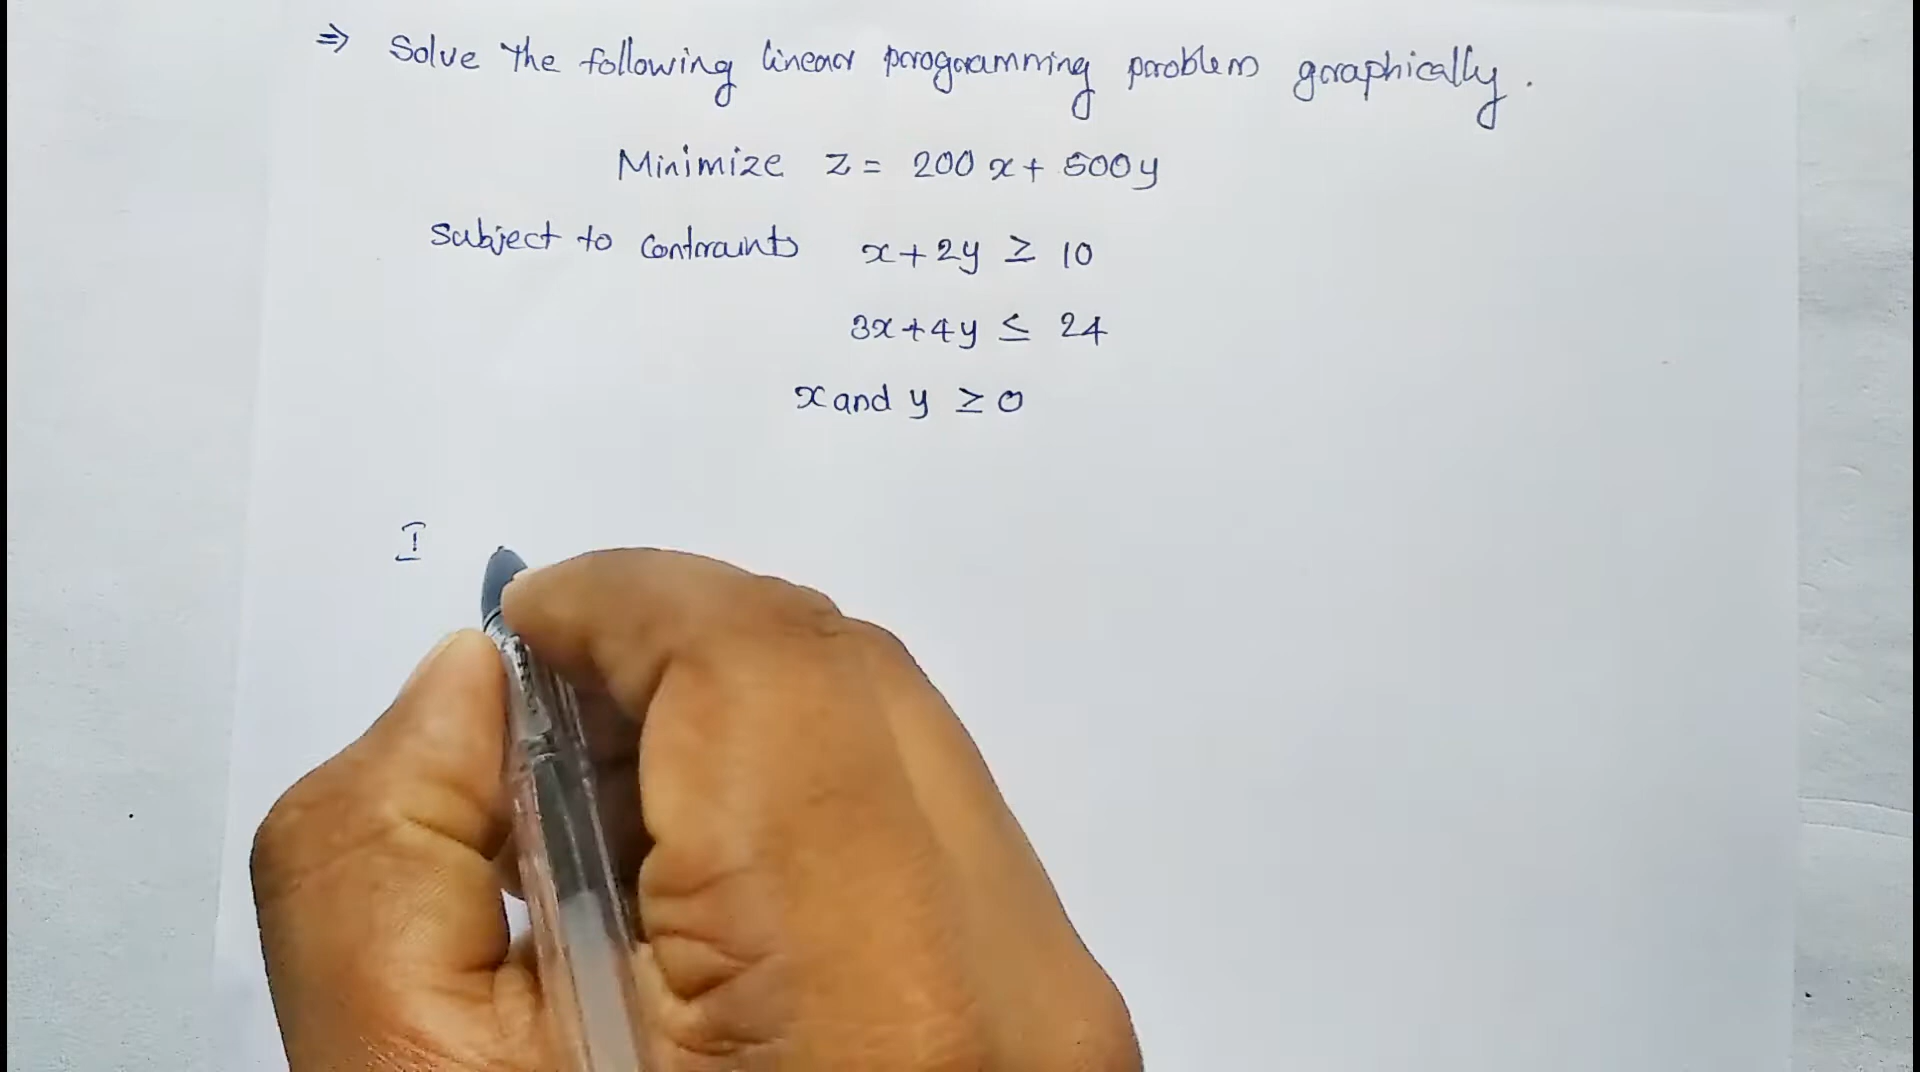 ⇒ Solve the following linear programming problem graphically.
Minimize z = 200x + 500y
Subject to Contraints x + 2y ≥ 10
3x + 4y ≤ 24
x and y ≥ 0
I